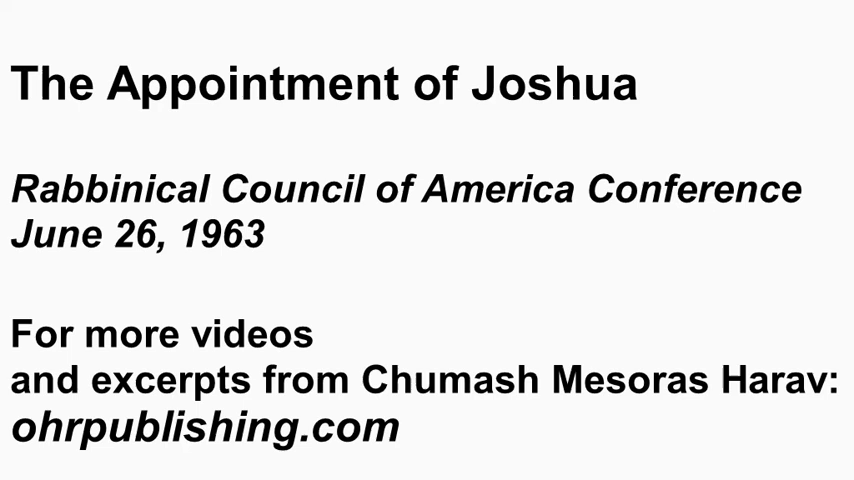 The Appointment of Joshua
Rabbinical Council of America Conference
June 26, 1963
For more videos
and excerpts from Chumash Mesoras Harav:
ohrpublishing.com